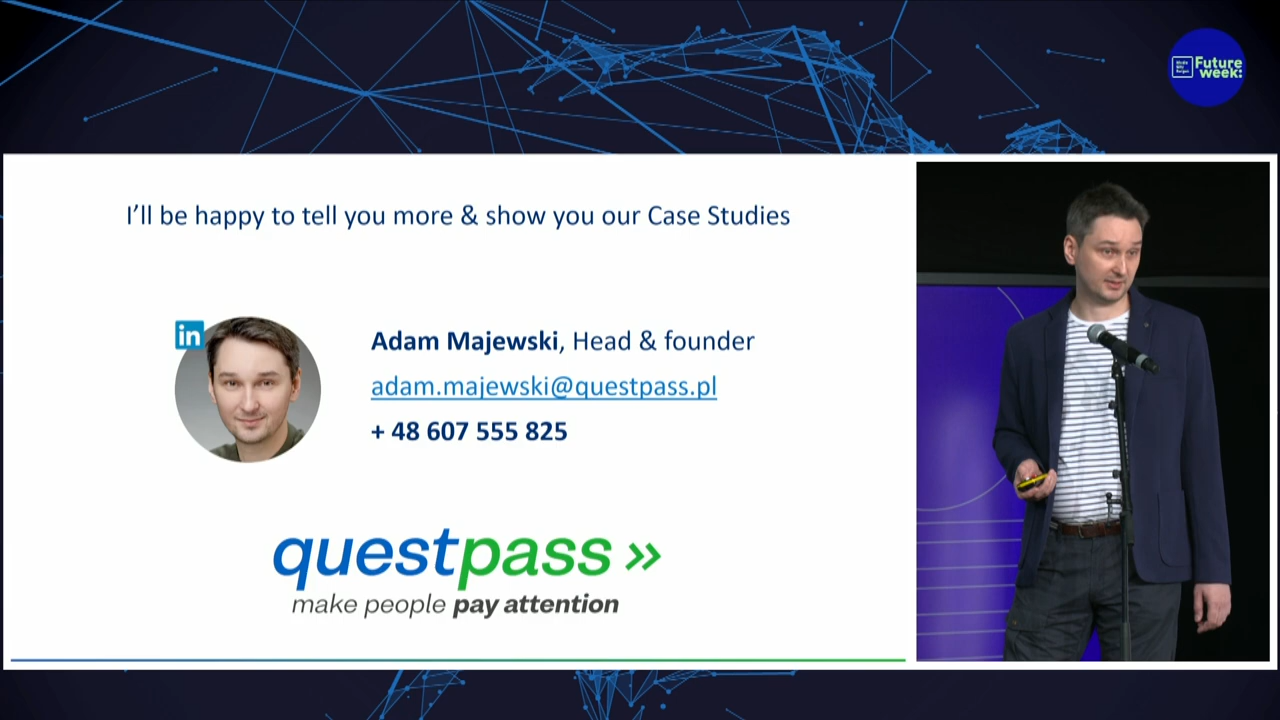 Future
week:
I'll be happy to tell you more & show you our Case Studies
in
Adam Majewski, Head & founder
adam.majewski@questpass.pl
+ 48 607 555 825
questpass »
make people pay attention